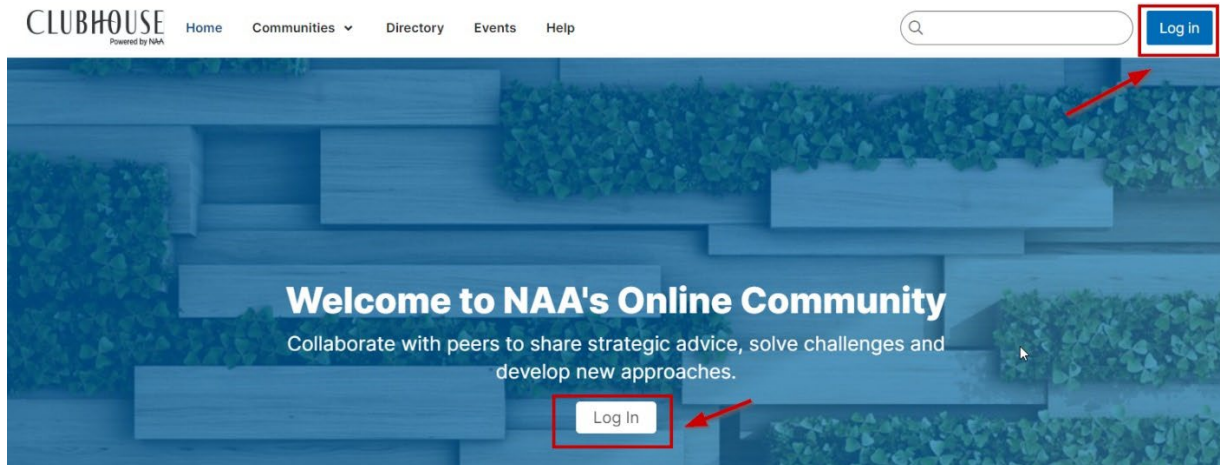 CLUBHOUSE
Powered by NAA
Home Communities Directory Events Help
Log in
Welcome to NAA's Online Community
Collaborate with peers to share strategic advice, solve challenges and
develop new approaches.
Log In